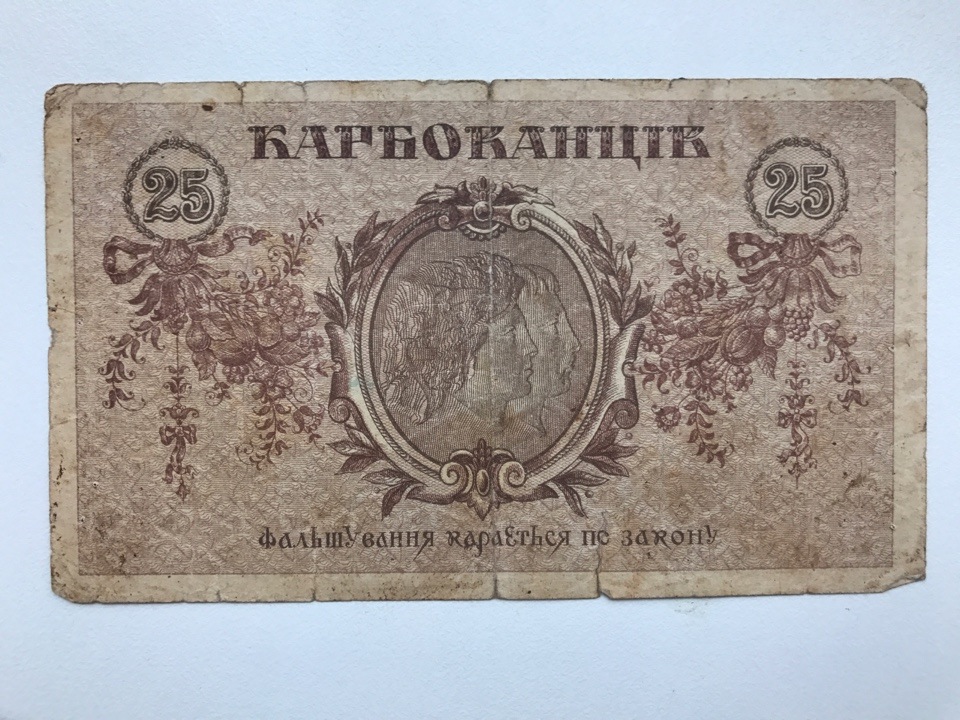 КАРБОВАНЦІВ
25 25
ФАЛЬШУВАННЯ КАРАЄТЬСЯ ПО ЗАКОНУ